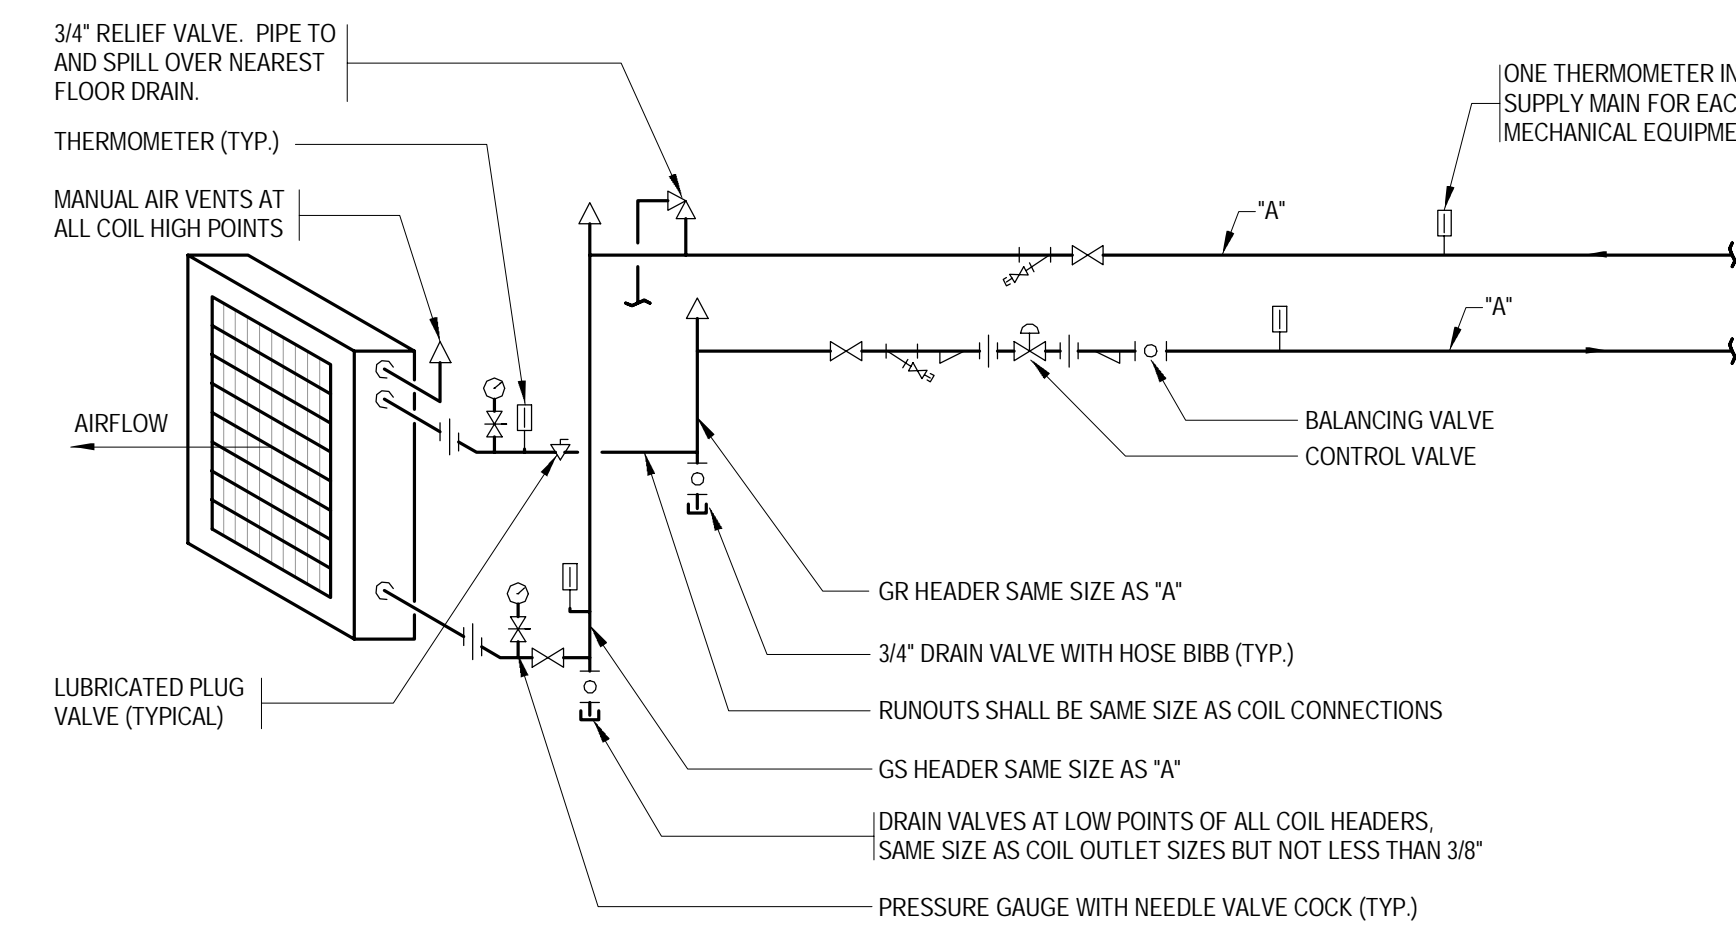 3/4" RELIEF VALVE. PIPE TO
AND SPILL OVER NEAREST
FLOOR DRAIN.
THERMOMETER (TYP.)
MANUAL AIR VENTS AT
ALL COIL HIGH POINTS
ONE THERMOMETER IN
SUPPLY MAIN FOR EAC
MECHANICAL EQUIPME
"A"
"A"
AIRFLOW
BALANCING VALVE
CONTROL VALVE
GR HEADER SAME SIZE AS "A"
3/4" DRAIN VALVE WITH HOSE BIBB (TYP.)
LUBRICATED PLUG
VALVE (TYPICAL)
RUNOUTS SHALL BE SAME SIZE AS COIL CONNECTIONS
GS HEADER SAME SIZE AS "A"
DRAIN VALVES AT LOW POINTS OF ALL COIL HEADERS,
SAME SIZE AS COIL OUTLET SIZES BUT NOT LESS THAN 3/8"
PRESSURE GAUGE WITH NEEDLE VALVE COCK (TYP.)